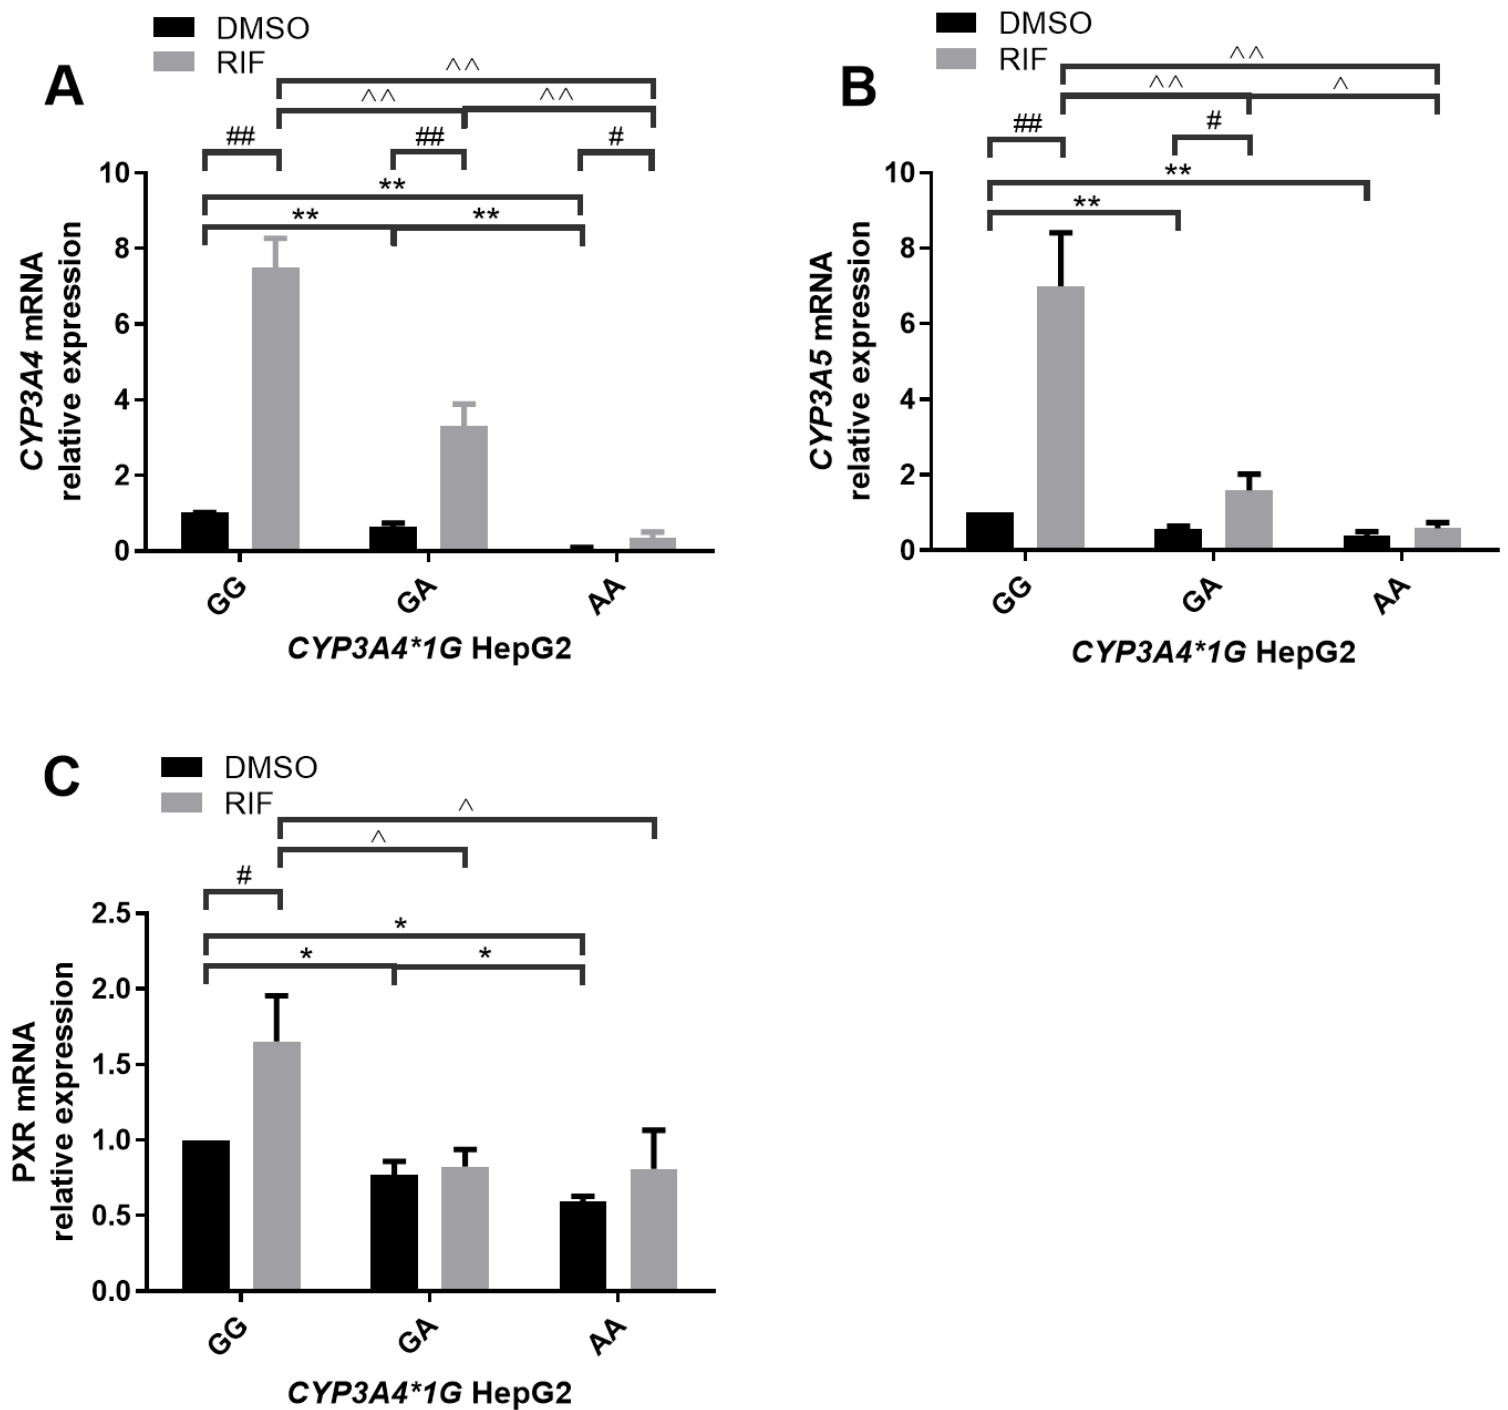 A
DMSO
RIF
^^
^^ ^^
## ## #
**
** **
10
8
6
4
2
0
CYP3A4 mRNA
relative expression
GG GA AA
CYP3A4*1G HepG2
B
DMSO
RIF
^^
^^ ^
## #
**
**
10
8
6
4
2
0
CYP3A5 mRNA
relative expression
GG GA AA
CYP3A4*1G HepG2
C
DMSO
RIF
^
^
#
*
* *
2.5
2.0
1.5
1.0
0.5
0.0
PXR mRNA
relative expression
GG GA AA
CYP3A4*1G HepG2